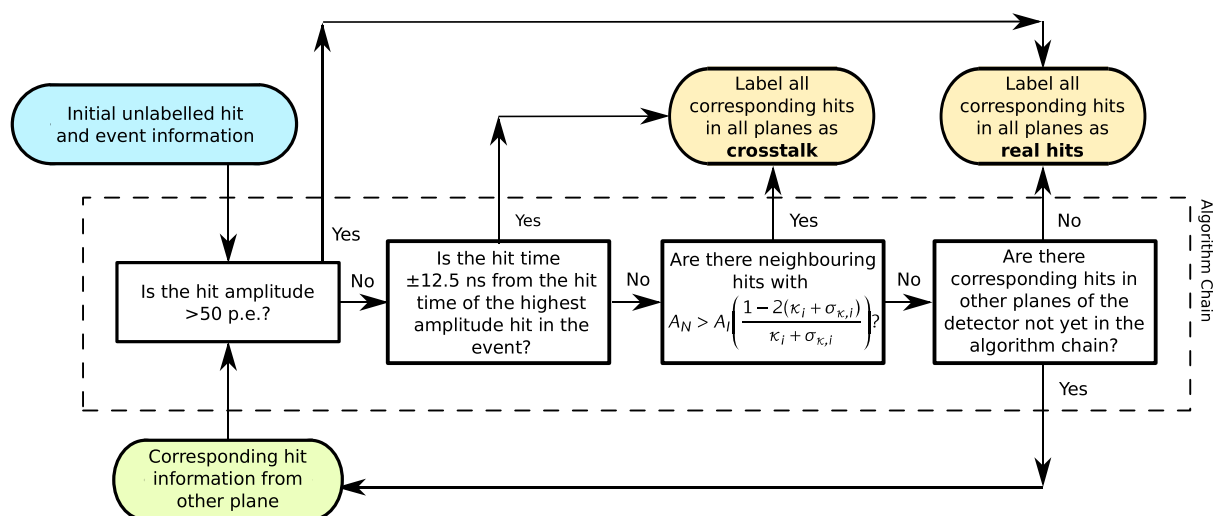 Initial unlabelled hit
and event information
Label all
corresponding hits
in all planes as
crosstalk
Label all
corresponding hits
in all planes as
real hits
Algorithm Chain
Yes
Yes
Yes
No
Is the hit amplitude
>50 p.e.?
No
Is the hit time
±12.5 ns from the hit
time of the highest
amplitude hit in the
event?
No
Are there neighbouring
hits with
A_N > A_I((1−2(κ_i+σ_{κ,i}))/(κ_i+σ_{κ,i}))?
No
Are there
corresponding hits in
other planes of the
detector not yet in the
algorithm chain?
Yes
Corresponding hit
information from
other plane